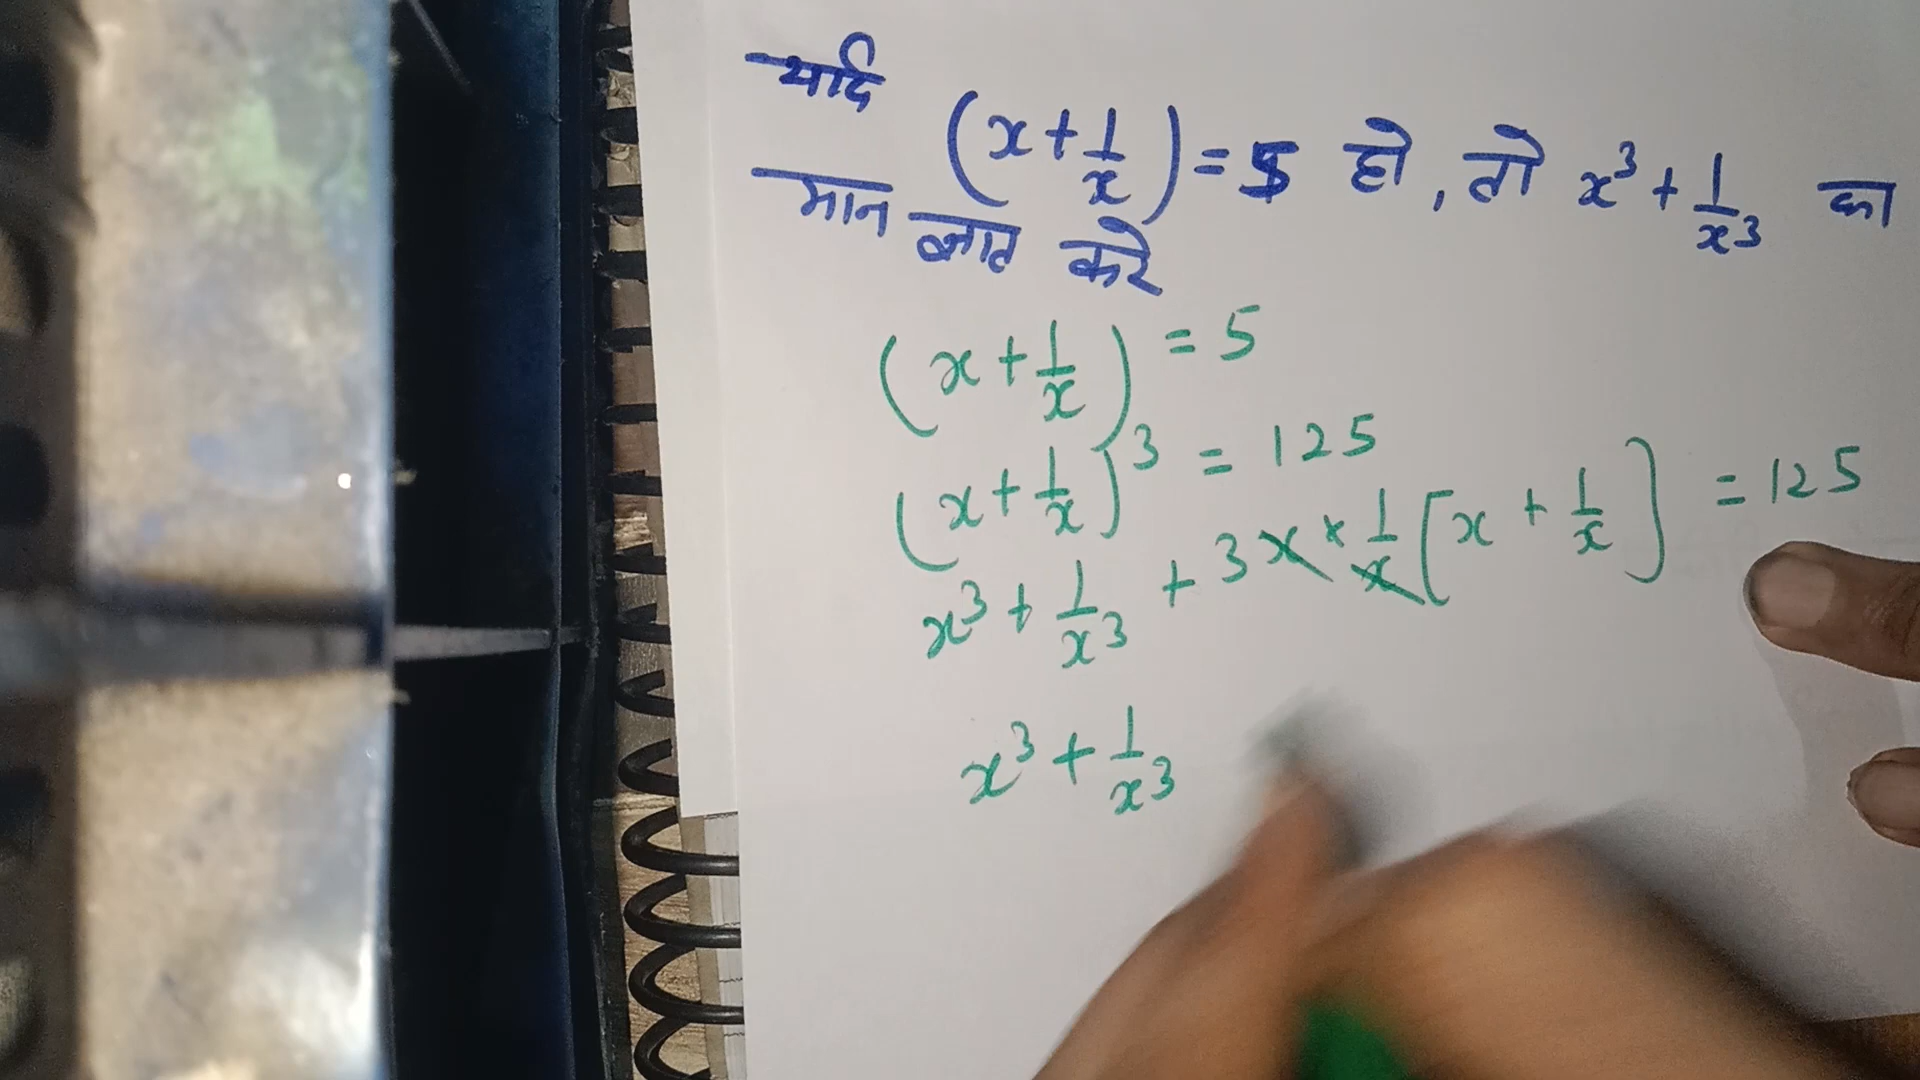 यदि (x + 1/x) = 5 हो, तो x³ + 1/x³ का
मान ज्ञात करे
(x + 1/x) = 5
(x + 1/x)³ = 125
x³ + 1/x³ + 3x × 1/x [x + 1/x] = 125
x³ + 1/x³